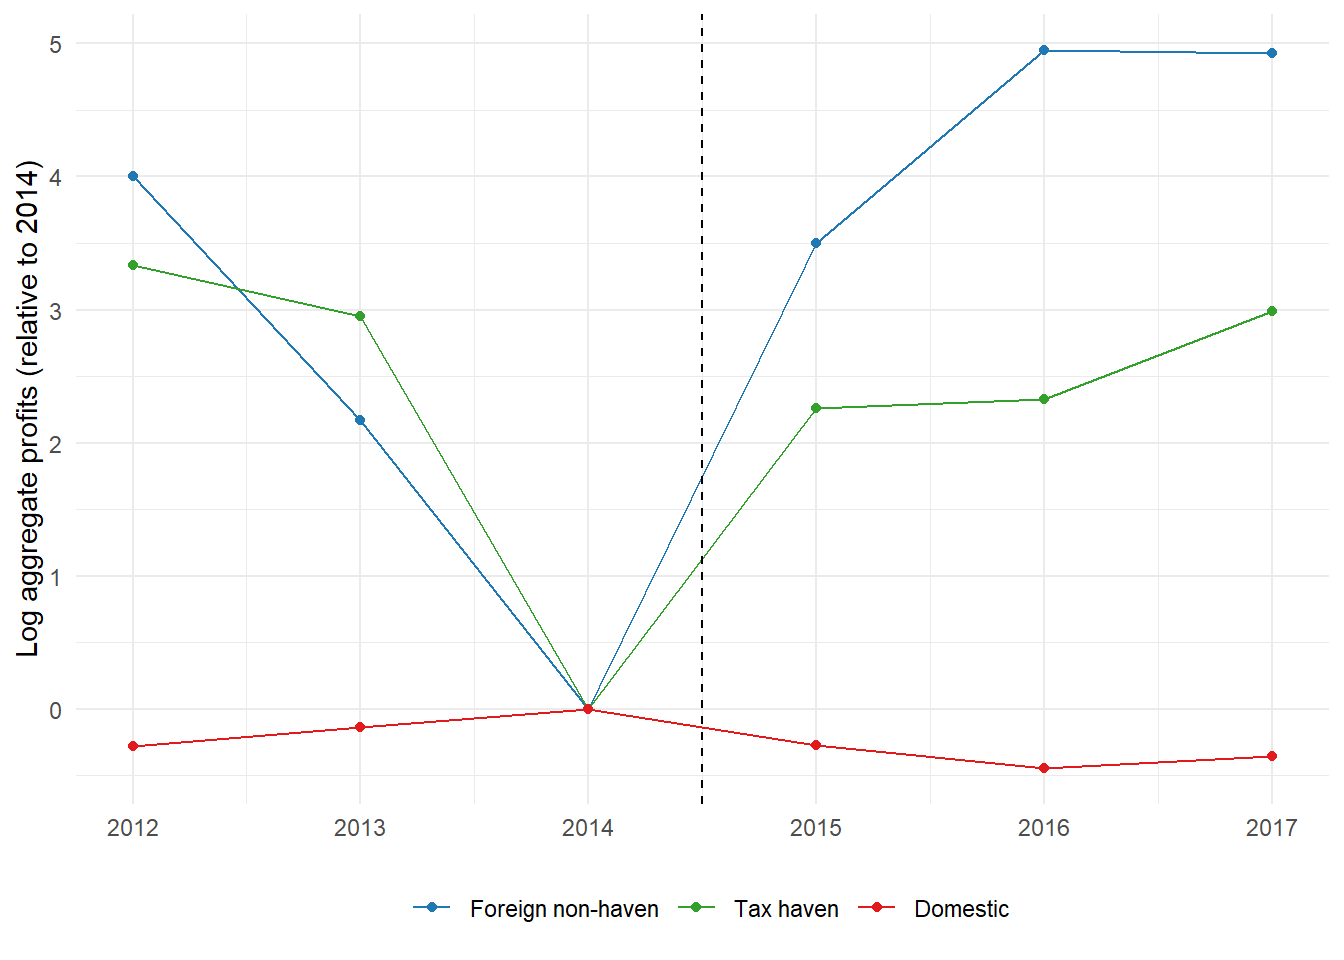 Log aggregate profits (relative to 2014)
5
4
3
2
1
0
2012 2013 2014 2015 2016 2017
Foreign non-haven Tax haven Domestic